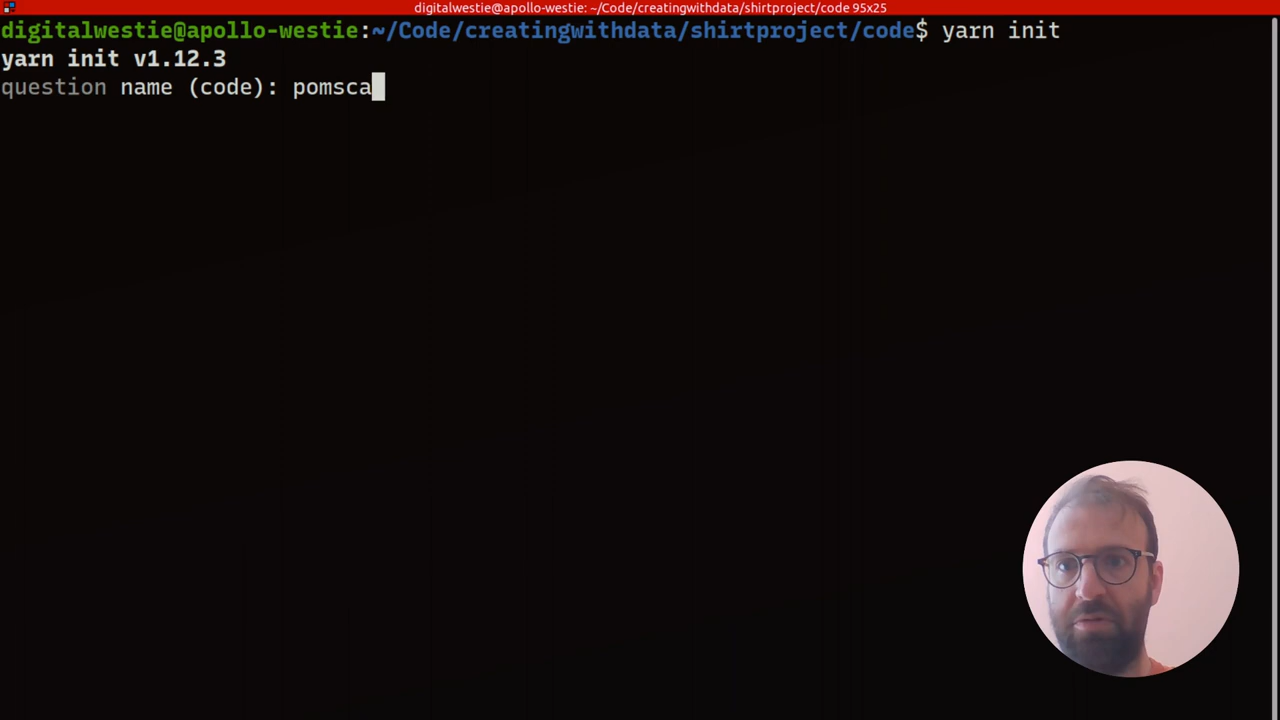 digitalwestie@apollo-westie: ~/Code/creatingwithdata/shirtproject/code 95x25
digitalwestie@apollo-westie:~/Code/creatingwithdata/shirtproject/code$ yarn init
yarn init v1.12.3
question name (code): pomsca